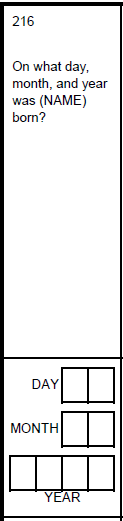 216
On what day,
month, and year
was (NAME)
born?
DAY
MONTH
YEAR